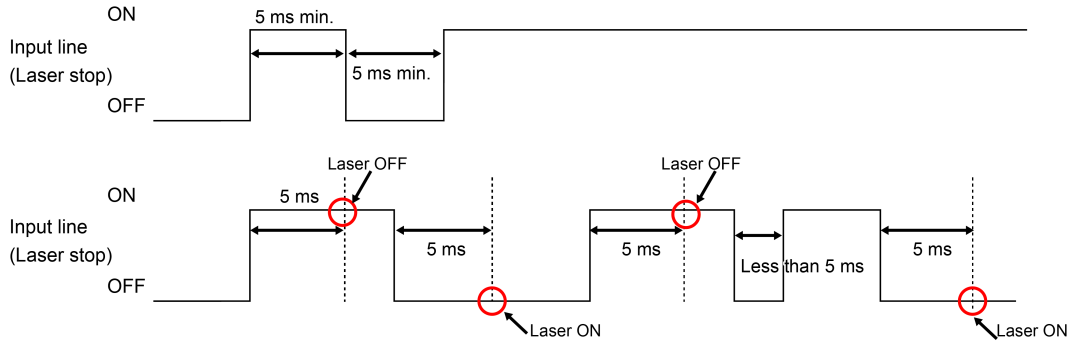 ON
5 ms min.
Input line
(Laser stop)
5 ms min.
OFF
Laser OFF
Laser OFF
ON
5 ms
Input line
(Laser stop)
5 ms
5 ms
Less than 5 ms
5 ms
OFF
Laser ON
Laser ON